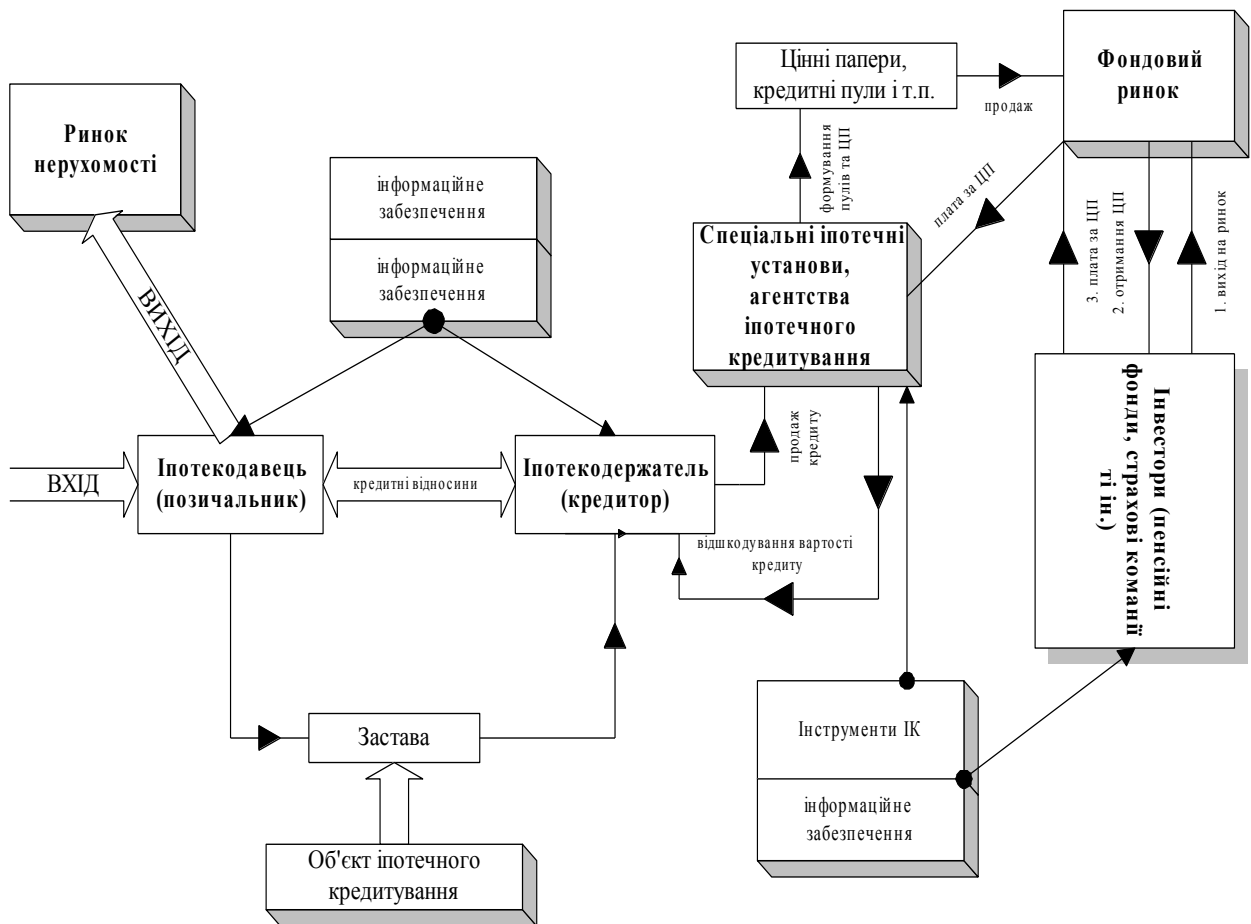 Цінні папери,
кредитні пули і т.п.
Фондовий
ринок
продаж
Ринок
нерухомості
інформаційне
забезпечення
інформаційне
забезпечення
формування
пулів та ЦП
плата за ЦП
Спеціальні іпотечні
установи,
агентства
іпотечного
кредитування
3. плата за ЦП
2. отримання ЦП
1. вихід на ринок
ВИХІД
ВХІД
Іпотекодавець
(позичальник)
кредитні відносини
Іпотекодержатель
(кредитор)
продаж
кредиту
відшкодування вартості
кредиту
Інвестори (пенсійні
фонди, страхові команії
ті ін.)
Застава
Інструменти ІК
інформаційне
забезпечення
Об'єкт іпотечного
кредитування